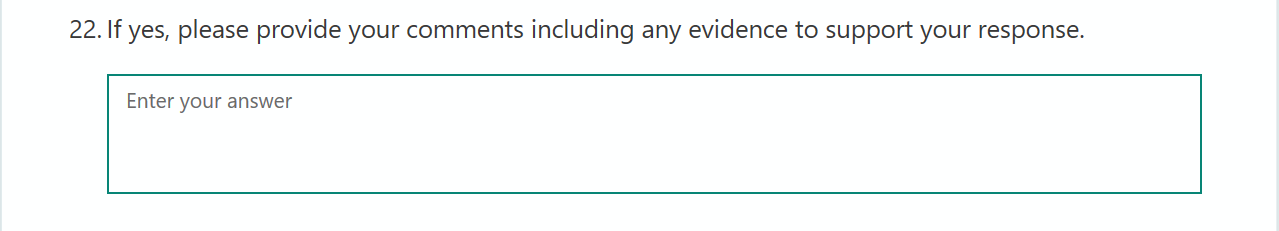 22. If yes, please provide your comments including any evidence to support your response.
Enter your answer